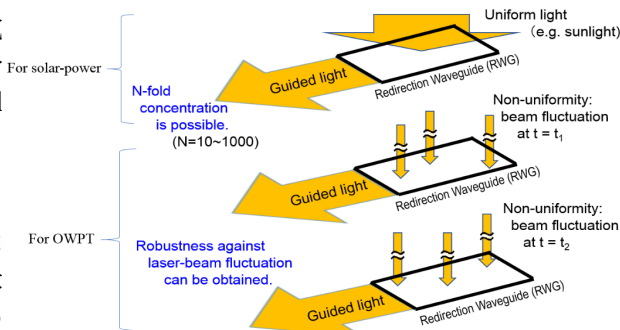 Uniform light
(e.g. sunlight)
For solar-power
Guided light
Redirection Waveguide (RWG)
N-fold
concentration
is possible.
(N=10~1000)
Non-uniformity:
beam fluctuation
at t = t₁
Guided light
Redirection Waveguide (RWG)
For OWPT
Non-uniformity:
beam fluctuation
at t = t₂
Robustness against
laser-beam fluctuation
can be obtained.
Guided light
Redirection Waveguide (RWG)